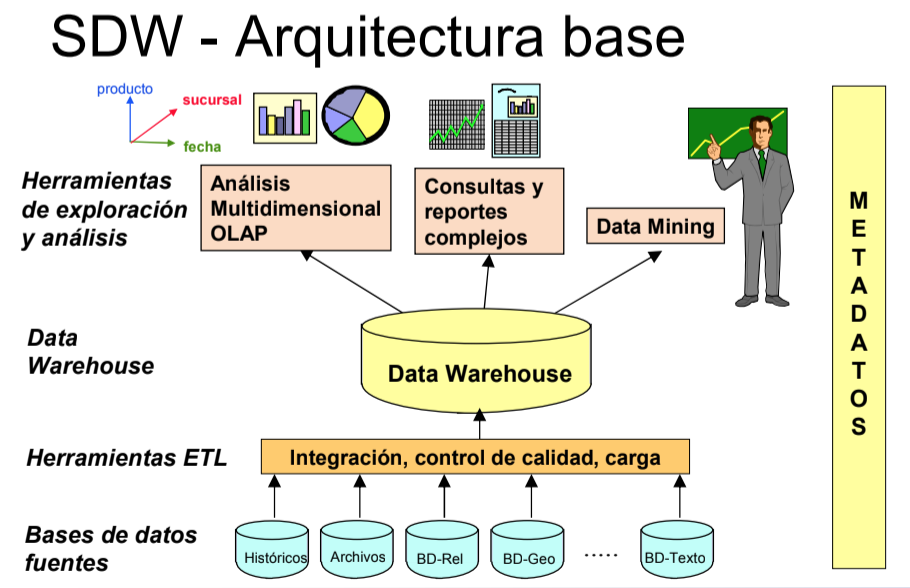 SDW - Arquitectura base
producto
sucursal
fecha
Herramientas
de exploración
y análisis
Análisis
Multidimensional
OLAP
Consultas y
reportes
complejos
Data Mining
Data
Warehouse
Data Warehouse
Herramientas ETL
Integración, control de calidad, carga
Bases de datos
fuentes
Históricos
Archivos
BD-Rel
BD-Geo
.....
BD-Texto
M
E
T
A
D
A
T
O
S